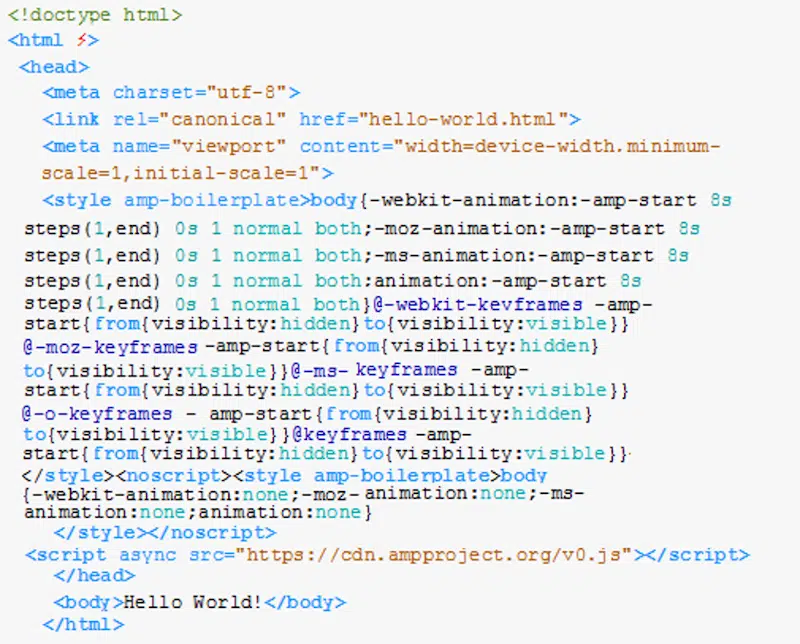 <!doctype html>
<html ⚡>
<head>
<meta charset="utf-8">
<link rel="canonical" href="hello-world.html">
<meta name="viewport" content="width=device-width.minimum-
scale=1,initial-scale=1">
<style amp-boilerplate>body{-webkit-animation:-amp-start 8s
steps(1,end) 0s 1 normal both;-moz-animation:-amp-start 8s
steps(1,end) 0s 1 normal both;-ms-animation:-amp-start 8s
steps(1,end) 0s 1 normal both;animation:-amp-start 8s
steps(1,end) 0s 1 normal both}@-webkit-kevframes -amp-
start{from{visibility:hidden}to{visibility:visible}}
@-moz-keyframes -amp-start{from{visibility:hidden}
to{visibility:visible}}@-ms- keyframes -amp-
start{from{visibility:hidden}to{visibility:visible}}
@-o-keyframes - amp-start{from{visibility:hidden}
to{visibility:visible}}@keyframes -amp-
start{from{visibility:hidden}to{visibility:visible}}
</style><noscript><style amp-boilerplate>body
{-webkit-animation:none;-moz- animation:none;-ms-
animation:none;animation:none}
</style></noscript>
<script async src="https://cdn.ampproject.org/v0.js"></script>
</head>
<body>Hello World!</body>
</html>